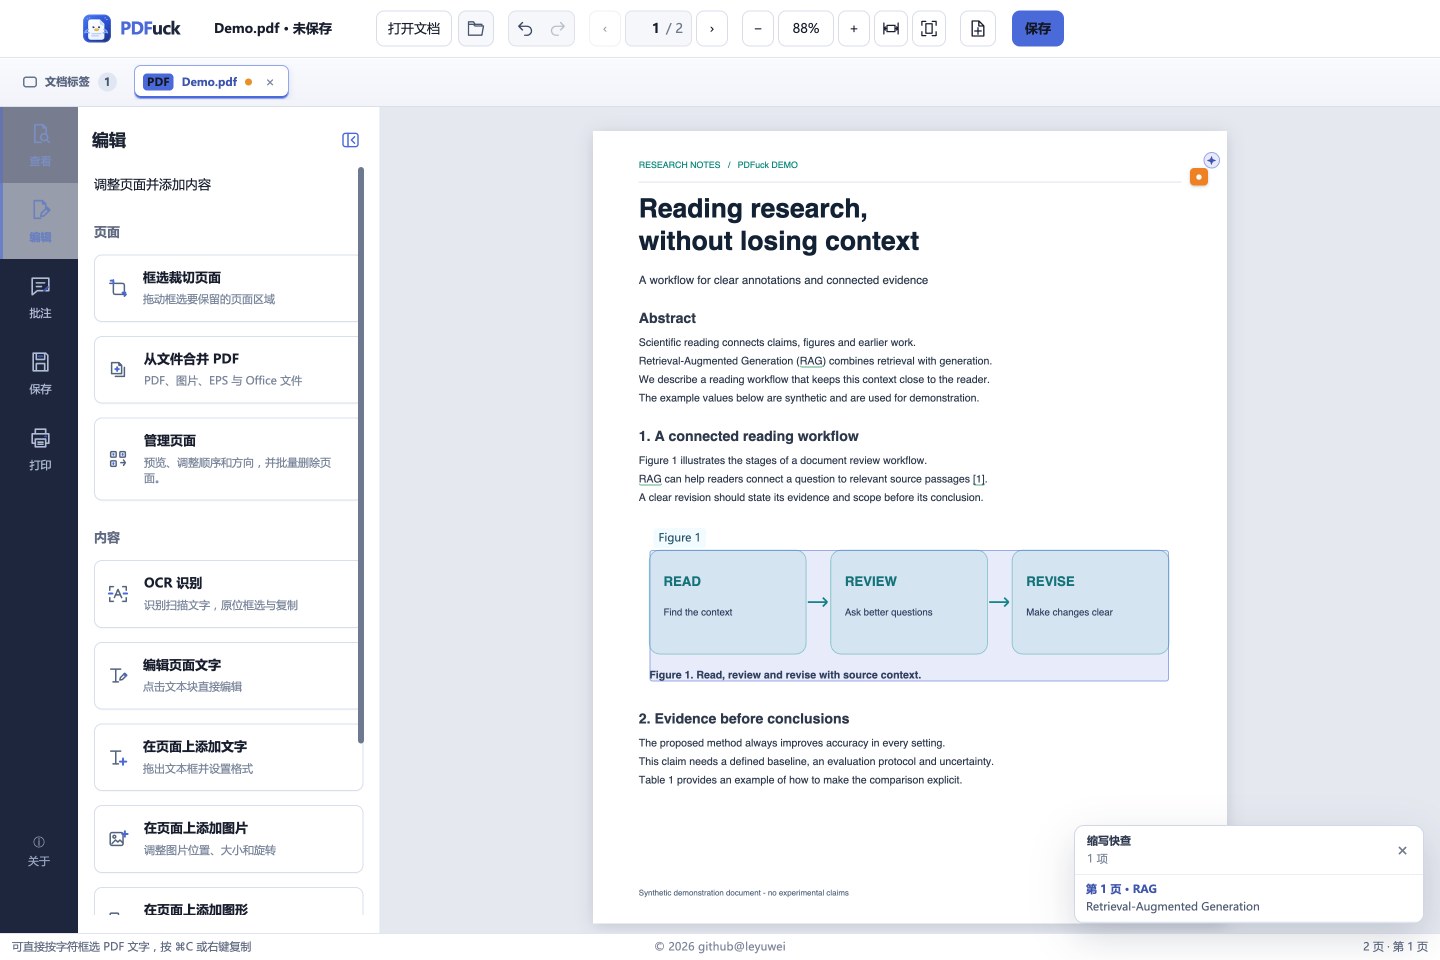 PDFuck
Demo.pdf • 未保存
打开文档
1 / 2
88%
保存
文档标签 1
PDF Demo.pdf
查看
编辑
批注
保存
打印
关于
编辑
调整页面并添加内容
页面
框选裁切页面
拖动框选要保留的页面区域
从文件合并 PDF
PDF、图片、EPS 与 Office 文件
管理页面
预览、调整顺序和方向，并批量删除页
面。
内容
OCR 识别
识别扫描文字，原位框选与复制
编辑页面文字
点击文本块直接编辑
在页面上添加文字
拖出文本框并设置格式
在页面上添加图片
调整图片位置、大小和旋转
在页面上添加图形
RESEARCH NOTES / PDFuck DEMO
Reading research,
without losing context
A workflow for clear annotations and connected evidence
Abstract
Scientific reading connects claims, figures and earlier work.
Retrieval-Augmented Generation (RAG) combines retrieval with generation.
We describe a reading workflow that keeps this context close to the reader.
The example values below are synthetic and are used for demonstration.
1. A connected reading workflow
Figure 1 illustrates the stages of a document review workflow.
RAG can help readers connect a question to relevant source passages [1].
A clear revision should state its evidence and scope before its conclusion.
Figure 1
READ
Find the context
REVIEW
Ask better questions
REVISE
Make changes clear
Figure 1. Read, review and revise with source context.
2. Evidence before conclusions
The proposed method always improves accuracy in every setting.
This claim needs a defined baseline, an evaluation protocol and uncertainty.
Table 1 provides an example of how to make the comparison explicit.
Synthetic demonstration document - no experimental claims
缩写快查
1 项
第 1 页 • RAG
Retrieval-Augmented Generation
可直接按字符框选 PDF 文字，按 ⌘C 或右键复制
© 2026 github@leyuwei
2 页 · 第 1 页